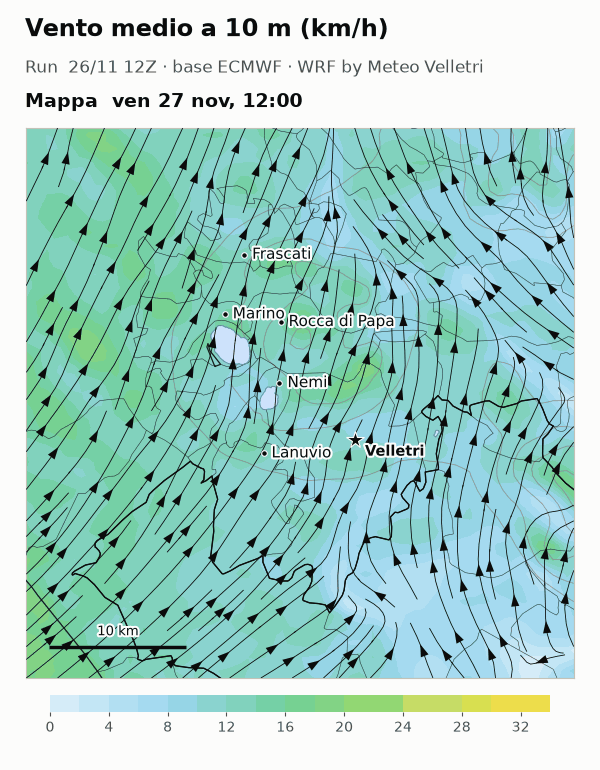 Vento medio a 10 m (km/h)
Run  26/11 12Z · base ECMWF · WRF by Meteo Velletri
Mappa  ven 27 nov, 12:00
Frascati
Marino
Rocca di Papa
Nemi
Velletri
Lanuvio
10 km
0 4 8 12 16 20 24 28 32